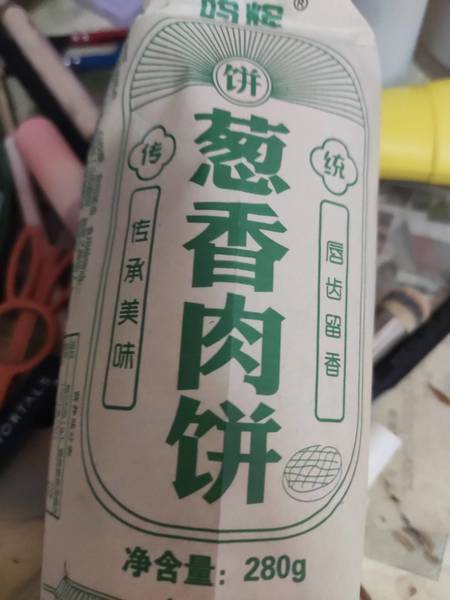 ®
饼
传 统
葱香肉饼
传承美味
唇齿留香
净含量：280g